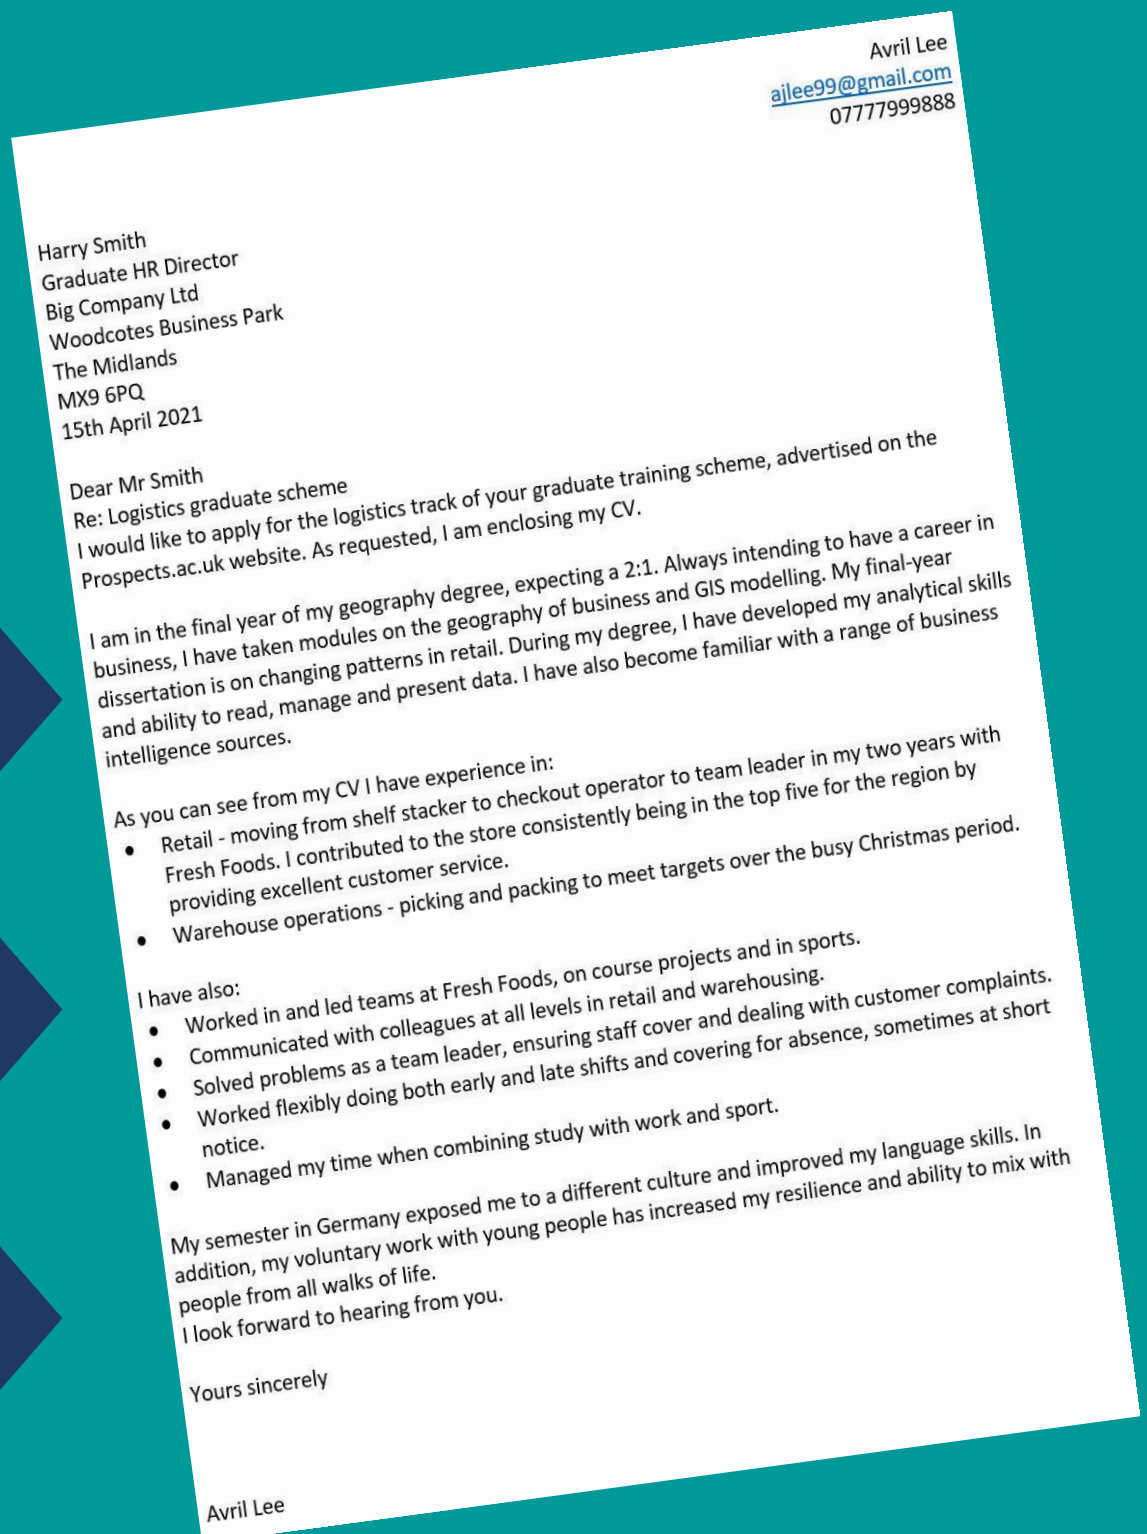 Avril Lee
ajlee99@gmail.com
07777999888
Harry Smith
Graduate HR Director
Big Company Ltd
Woodcotes Business Park
The Midlands
MX9 6PQ
15th April 2021
Dear Mr Smith
Re: Logistics graduate scheme
I would like to apply for the logistics track of your graduate training scheme, advertised on the
Prospects.ac.uk website. As requested, I am enclosing my CV.
I am in the final year of my geography degree, expecting a 2:1. Always intending to have a career in
business, I have taken modules on the geography of business and GIS modelling. My final-year
dissertation is on changing patterns in retail. During my degree, I have developed my analytical skills
and ability to read, manage and present data. I have also become familiar with a range of business
intelligence sources.
As you can see from my CV I have experience in:
• Retail - moving from shelf stacker to checkout operator to team leader in my two years with
Fresh Foods. I contributed to the store consistently being in the top five for the region by
providing excellent customer service.
• Warehouse operations - picking and packing to meet targets over the busy Christmas period.
I have also:
• Worked in and led teams at Fresh Foods, on course projects and in sports.
• Communicated with colleagues at all levels in retail and warehousing.
• Solved problems as a team leader, ensuring staff cover and dealing with customer complaints.
• Worked flexibly doing both early and late shifts and covering for absence, sometimes at short
notice.
• Managed my time when combining study with work and sport.
My semester in Germany exposed me to a different culture and improved my language skills. In
addition, my voluntary work with young people has increased my resilience and ability to mix with
people from all walks of life.
I look forward to hearing from you.
Yours sincerely
Avril Lee